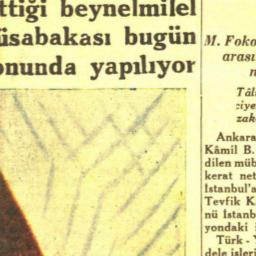 ttiği beynelmilel
üsabakası bugün
onunda yapılıyor
M. Foko
arası
Tâli
ziye
zak
Ankara
Kâmil B.
dilen müb
kerat net
İstanbul'a
Tevfik K
nü İstanb
yondaki i
Türk - Y
dele işleri